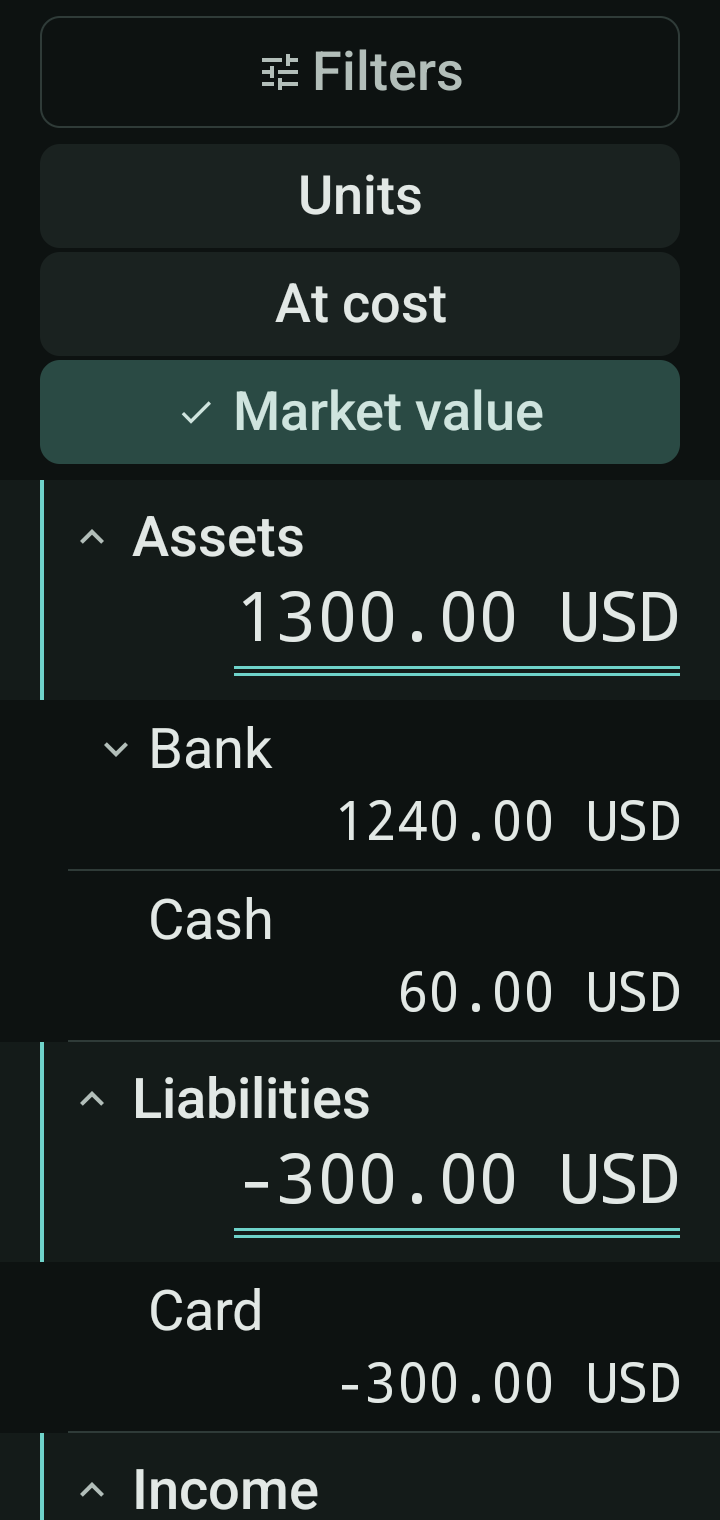 Filters
Units
At cost
Market value
Assets
1300.00 USD
Bank
1240.00 USD
Cash
60.00 USD
Liabilities
-300.00 USD
Card
-300.00 USD
Income